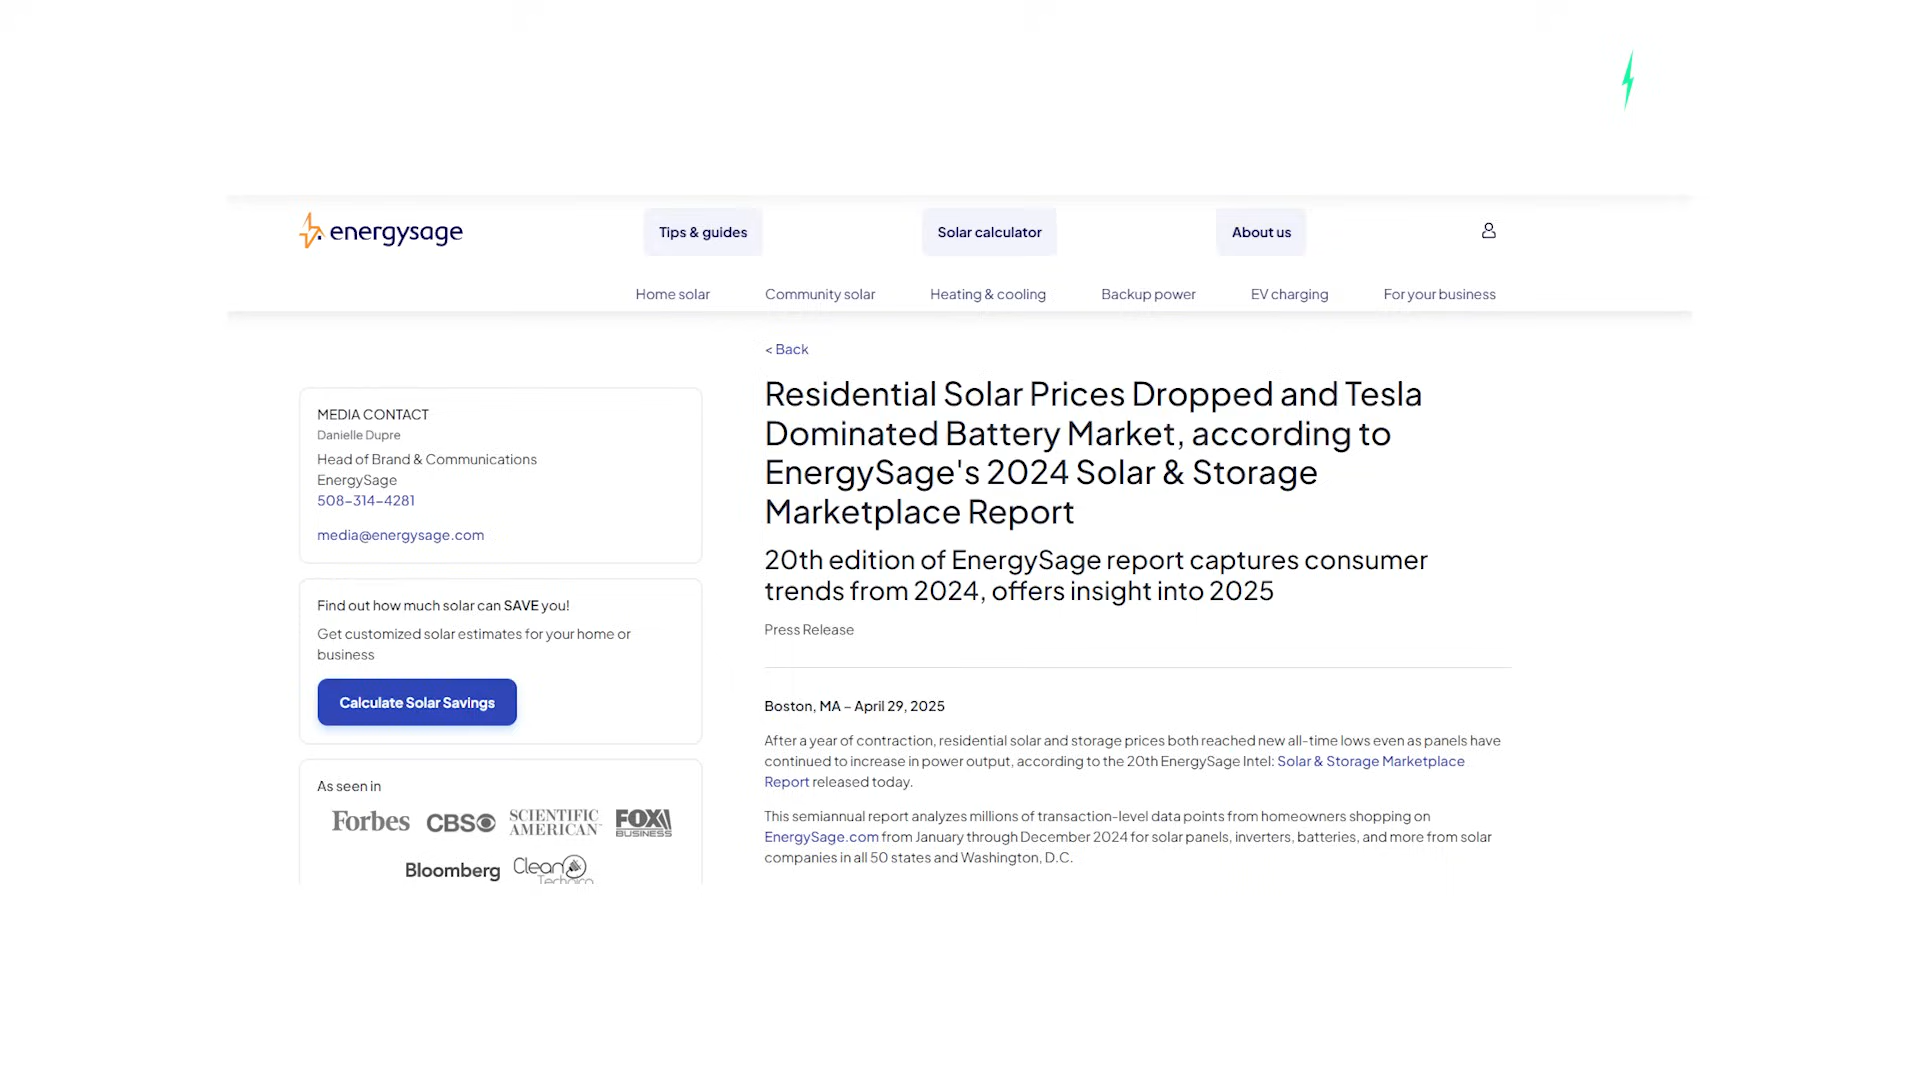 energysage
Tips & guides
Solar calculator
About us
Home solar
Community solar
Heating & cooling
Backup power
EV charging
For your business
MEDIA CONTACT
Danielle Dupre
Head of Brand & Communications
EnergySage
508-314-4281
media@energysage.com
Find out how much solar can SAVE you!
Get customized solar estimates for your home or
business
Calculate Solar Savings
As seen in
Forbes
CBS
SCIENTIFIC
AMERICAN
FOX
BUSINESS
Bloomberg
Clean
Technica
< Back
Residential Solar Prices Dropped and Tesla
Dominated Battery Market, according to
EnergySage's 2024 Solar & Storage
Marketplace Report
20th edition of EnergySage report captures consumer
trends from 2024, offers insight into 2025
Press Release
Boston, MA – April 29, 2025
After a year of contraction, residential solar and storage prices both reached new all-time lows even as panels have
continued to increase in power output, according to the 20th EnergySage Intel: Solar & Storage Marketplace
Report released today.
This semiannual report analyzes millions of transaction-level data points from homeowners shopping on
EnergySage.com from January through December 2024 for solar panels, inverters, batteries, and more from solar
companies in all 50 states and Washington, D.C.